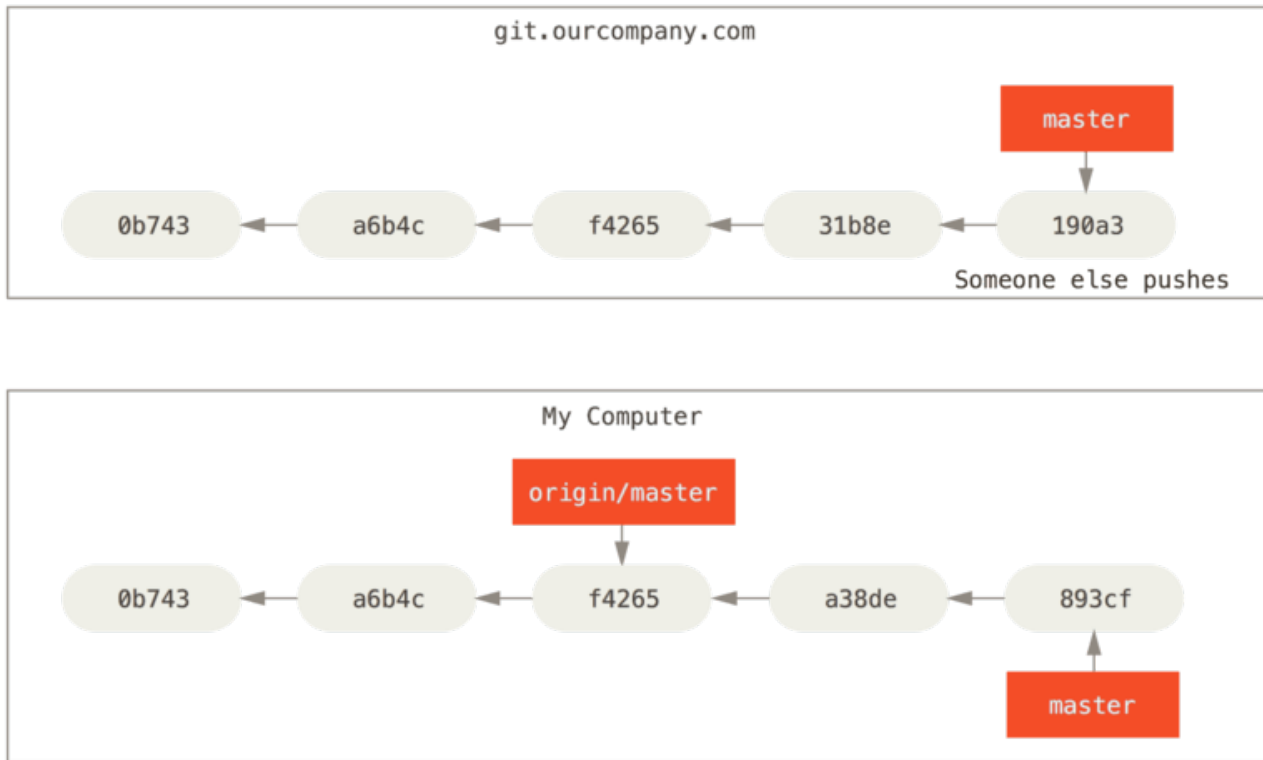 git.ourcompany.com
master
0b743 a6b4c f4265 31b8e 190a3
Someone else pushes
My Computer
origin/master
0b743 a6b4c f4265 a38de 893cf
master